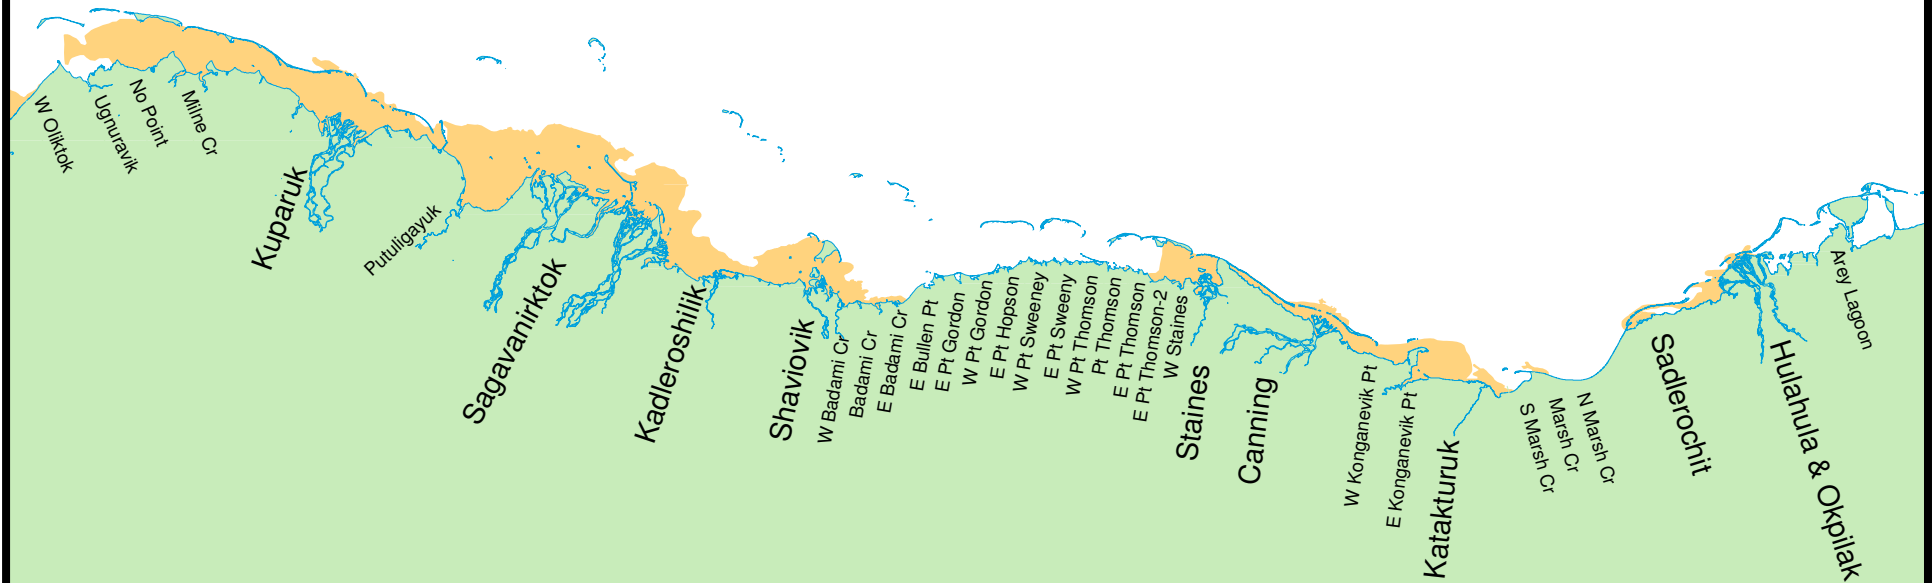 W Oliktok
Ugnuravik
No Point
Milne Cr
Kuparuk
Putuligayuk
Sagavanirktok
Kadleroshilik
Shaviovik
W Badami Cr
Badami Cr
E Badami Cr
E Bullen Pt
E Pt Gordon
W Pt Gordon
E Pt Hopson
W Pt Sweeney
E Pt Sweeny
W Pt Thomson
Pt Thomson
E Pt Thomson
E Pt Thomson-2
W Staines
Staines
Canning
W Konganevik Pt
E Konganevik Pt
Katakturuk
S Marsh Cr
Marsh Cr
N Marsh Cr
Sadlerochit
Hulahula & Okpilak
Arey Lagoon